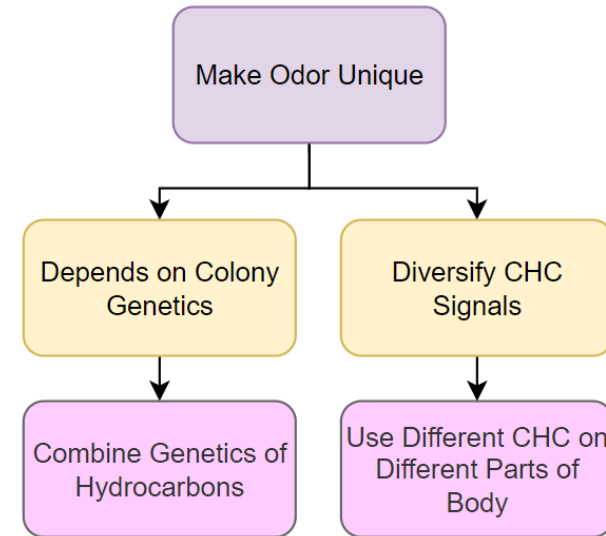 Make Odor Unique
Depends on Colony
Genetics
Diversify CHC
Signals
Combine Genetics of
Hydrocarbons
Use Different CHC on
Different Parts of
Body